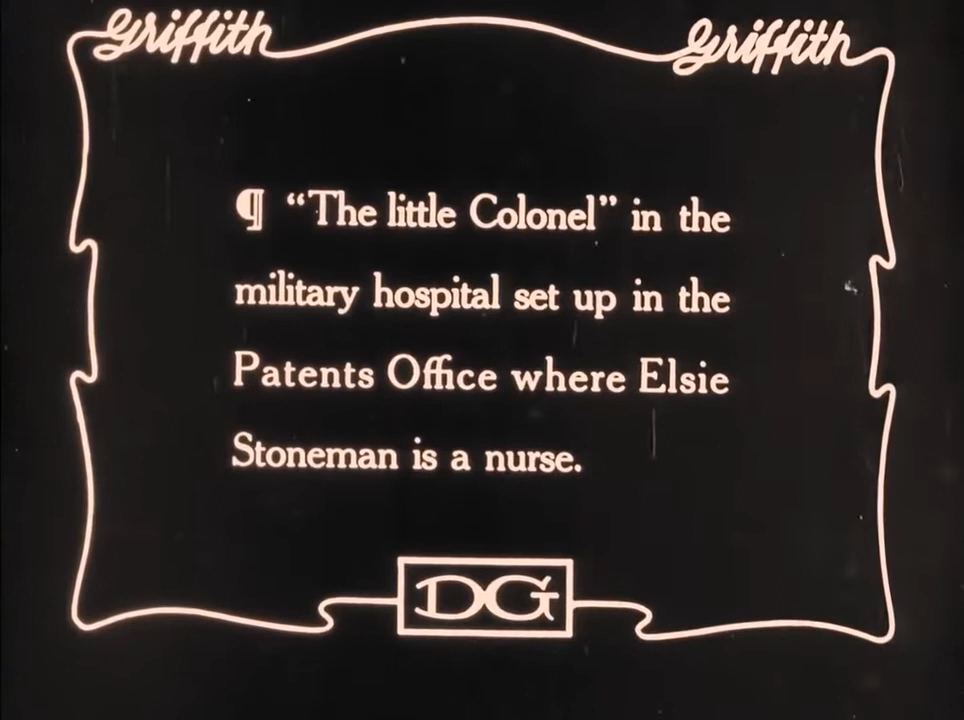 Griffith Griffith
¶ “The little Colonel” in the
military hospital set up in the
Patents Office where Elsie
Stoneman is a nurse.
DG